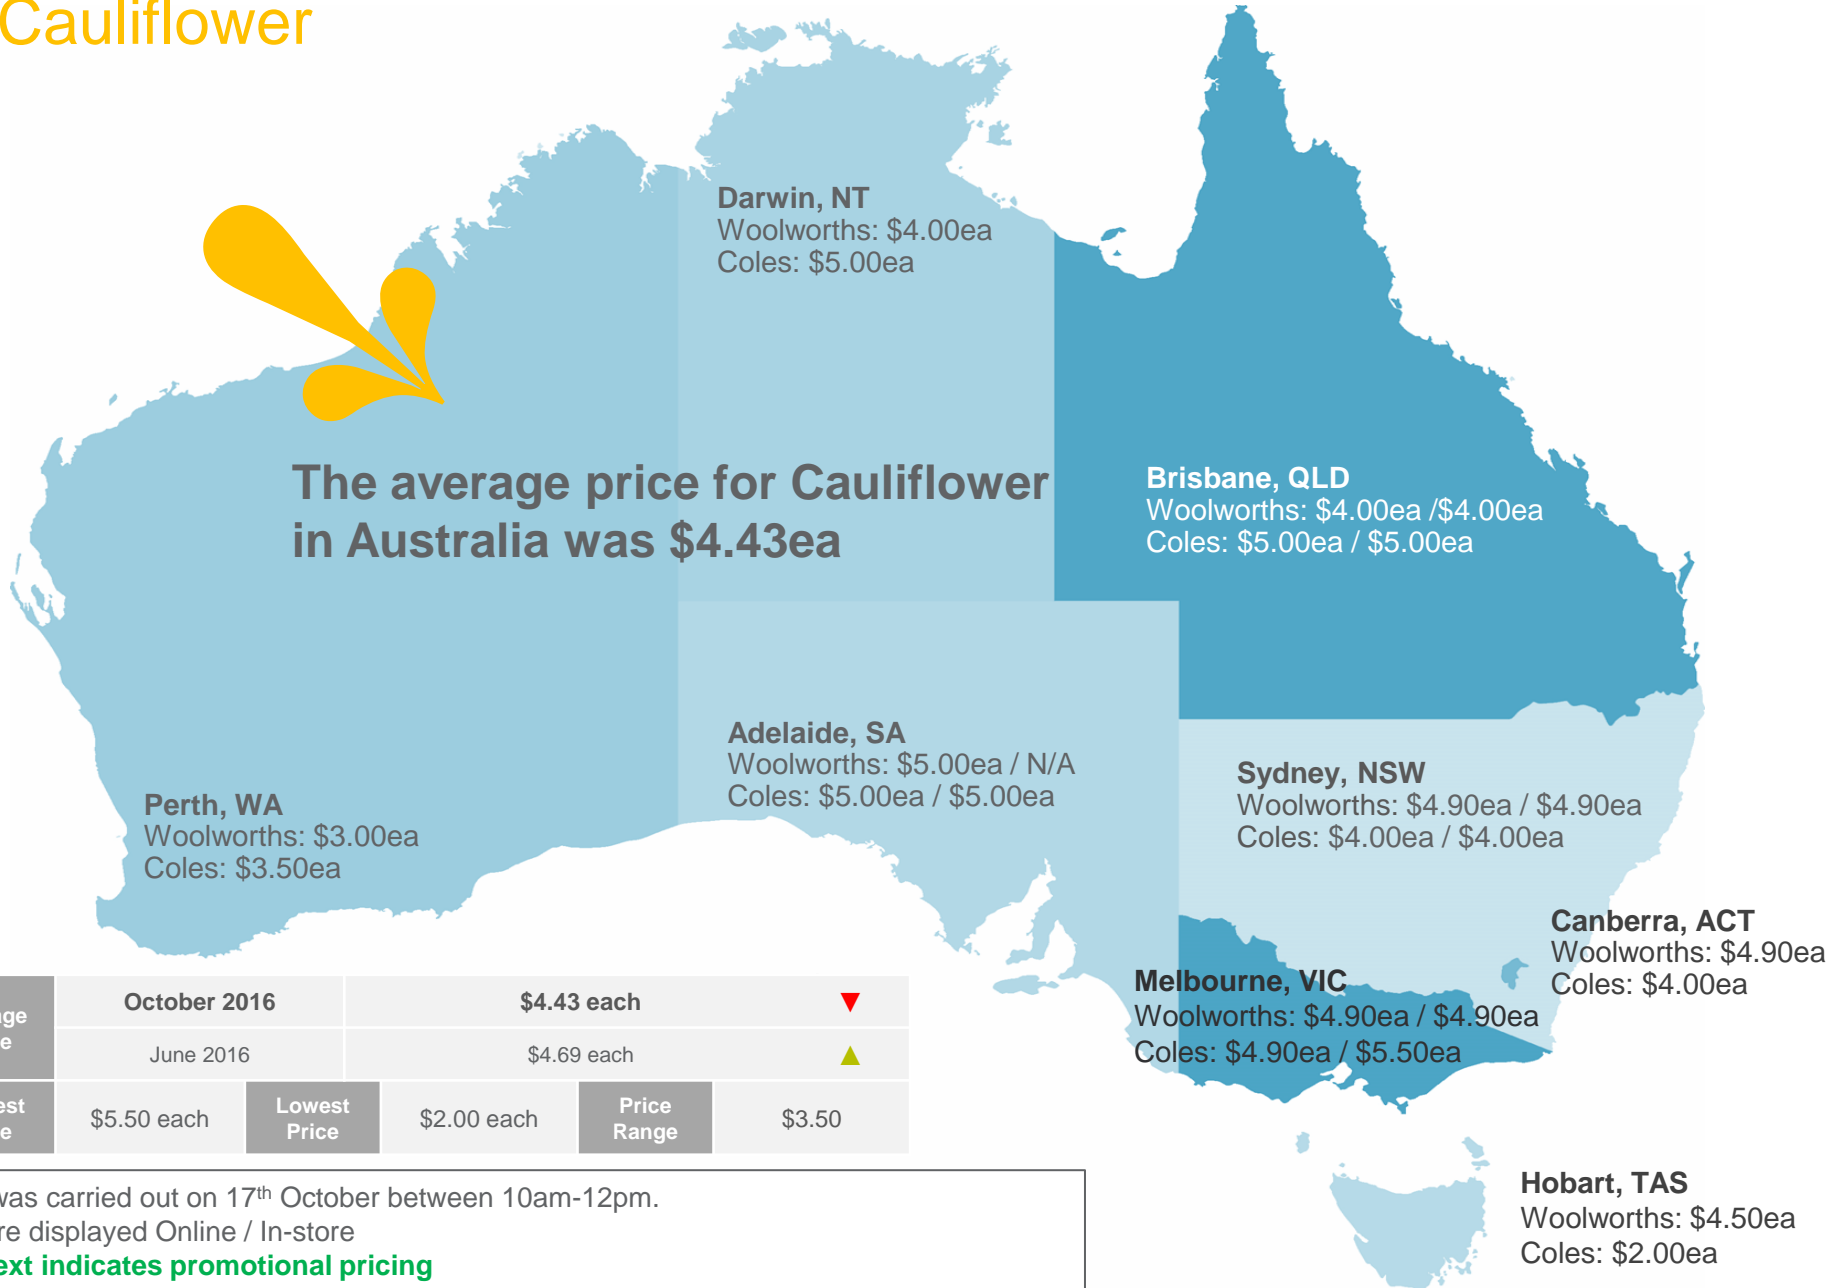 Cauliflower
Darwin, NT
Woolworths: $4.00ea
Coles: $5.00ea
The average price for Cauliflower
in Australia was $4.43ea
Brisbane, QLD
Woolworths: $4.00ea /$4.00ea
Coles: $5.00ea / $5.00ea
Adelaide, SA
Woolworths: $5.00ea / N/A
Coles: $5.00ea / $5.00ea
Sydney, NSW
Woolworths: $4.90ea / $4.90ea
Coles: $4.00ea / $4.00ea
Perth, WA
Woolworths: $3.00ea
Coles: $3.50ea
Canberra, ACT
Woolworths: $4.90ea
Coles: $4.00ea
Melbourne, VIC
Woolworths: $4.90ea / $4.90ea
Coles: $4.90ea / $5.50ea
October 2016 $4.43 each ▼
June 2016 $4.69 each ▲
$5.50 each Lowest Price $2.00 each Price Range $3.50
was carried out on 17th October between 10am-12pm.
displayed Online / In-store
indicates promotional pricing
Hobart, TAS
Woolworths: $4.50ea
Coles: $2.00ea